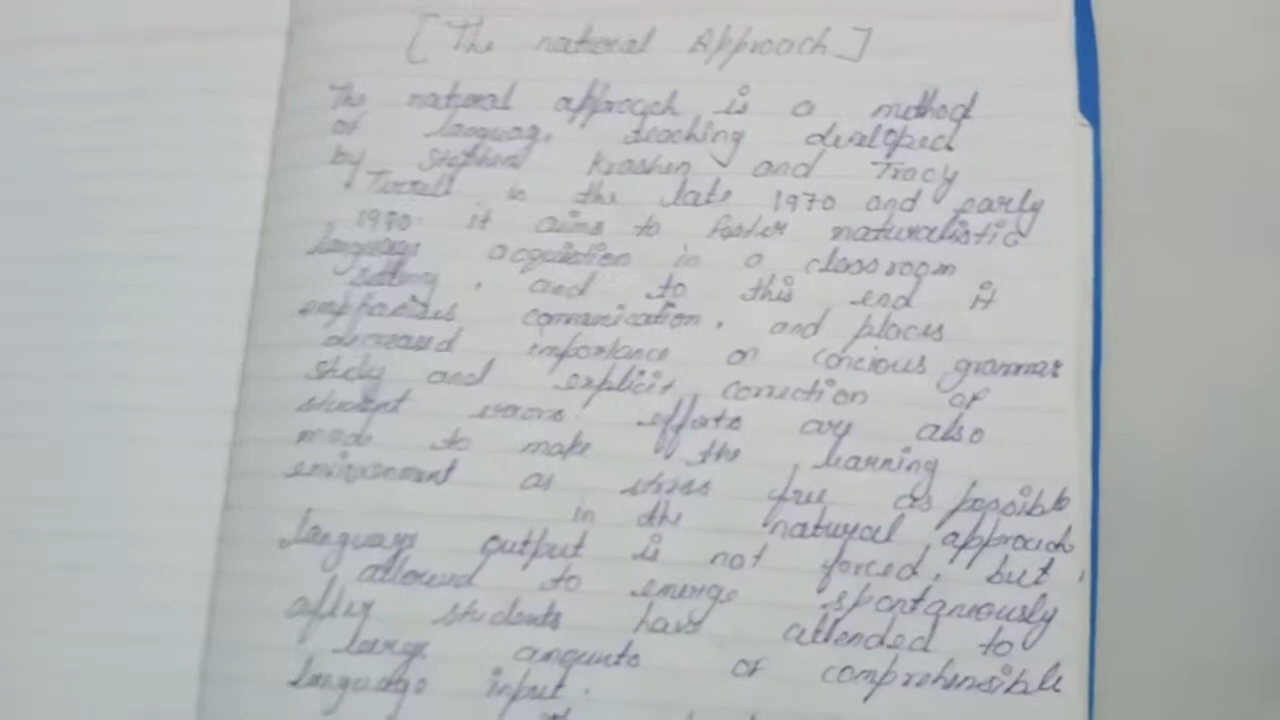 [The natural Approach]
The natural approach is a method
of language teaching developed
by Stephen Krashen and Tracy
Terrell in the late 1970 and early
1980. it aims to foster naturalistic
language acquistion in a classroom
setting, and to this end it
emphasises communication, and places
decreased importance on concious grammar
study and explicit correction of
student errors. efforts are also
made to make the learning
environment as stress free as possible
in the natural approach
language output is not forced, but
allowed to emerge spontaneously
after students have attended to
large amounts of comprehensible
language input.